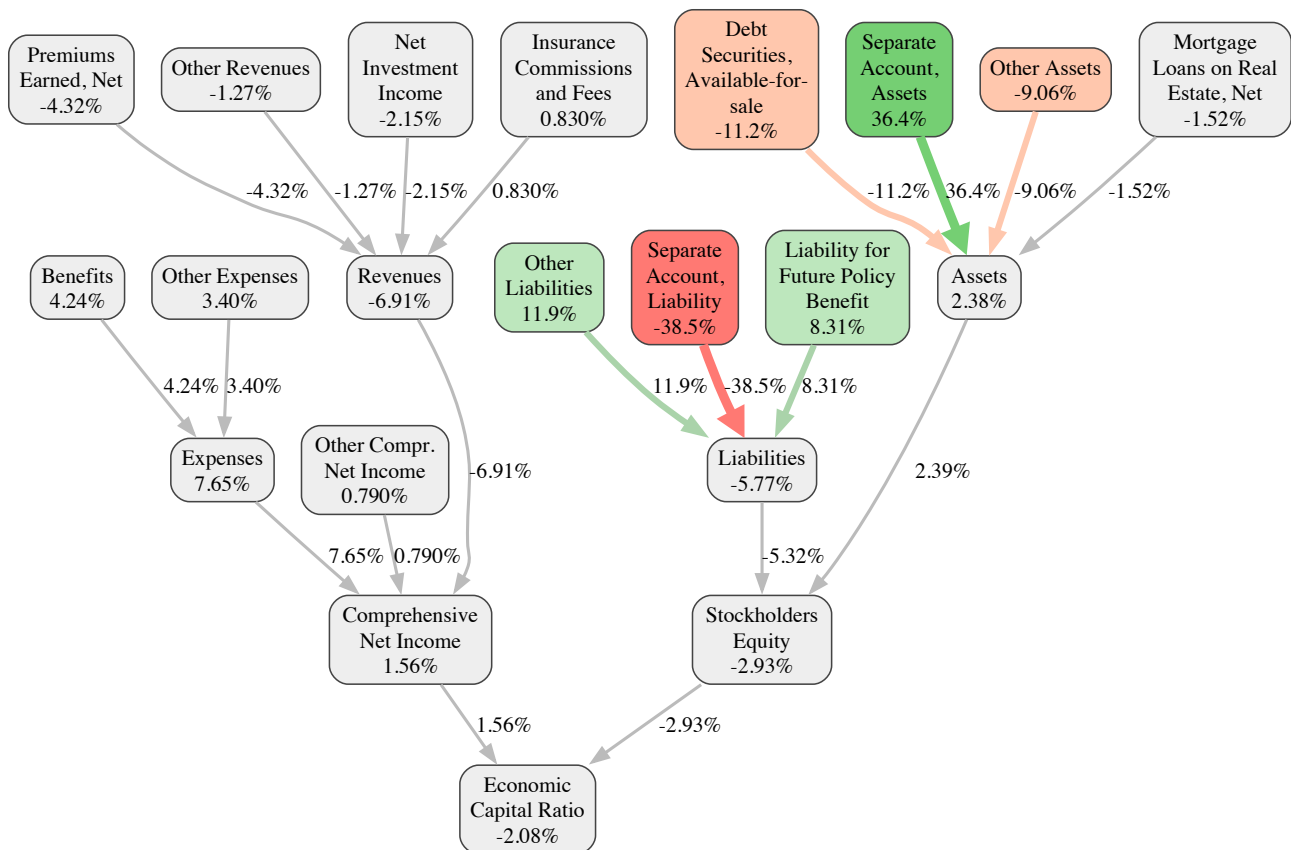 Premiums
Earned, Net
-4.32%
Other Revenues
-1.27%
Net
Investment
Income
-2.15%
Insurance
Commissions
and Fees
0.830%
Debt
Securities,
Available-for-
sale
-11.2%
Separate
Account,
Assets
36.4%
Other Assets
-9.06%
Mortgage
Loans on Real
Estate, Net
-1.52%
-4.32%
-1.27%
-2.15%
0.830%
-11.2%
36.4%
-9.06%
-1.52%
Benefits
4.24%
Other Expenses
3.40%
Revenues
-6.91%
Other
Liabilities
11.9%
Separate
Account,
Liability
-38.5%
Liability for
Future Policy
Benefit
8.31%
Assets
2.38%
4.24%
3.40%
11.9%
-38.5%
8.31%
Expenses
7.65%
Other Compr.
Net Income
0.790%
-6.91%
Liabilities
-5.77%
2.39%
7.65%
0.790%
-5.32%
Comprehensive
Net Income
1.56%
Stockholders
Equity
-2.93%
1.56%
-2.93%
Economic
Capital Ratio
-2.08%